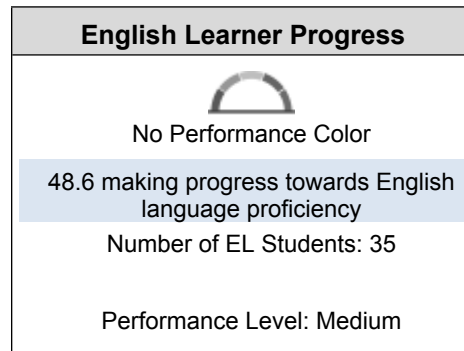 English Learner Progress
No Performance Color
48.6 making progress towards English
language proficiency
Number of EL Students: 35
Performance Level: Medium